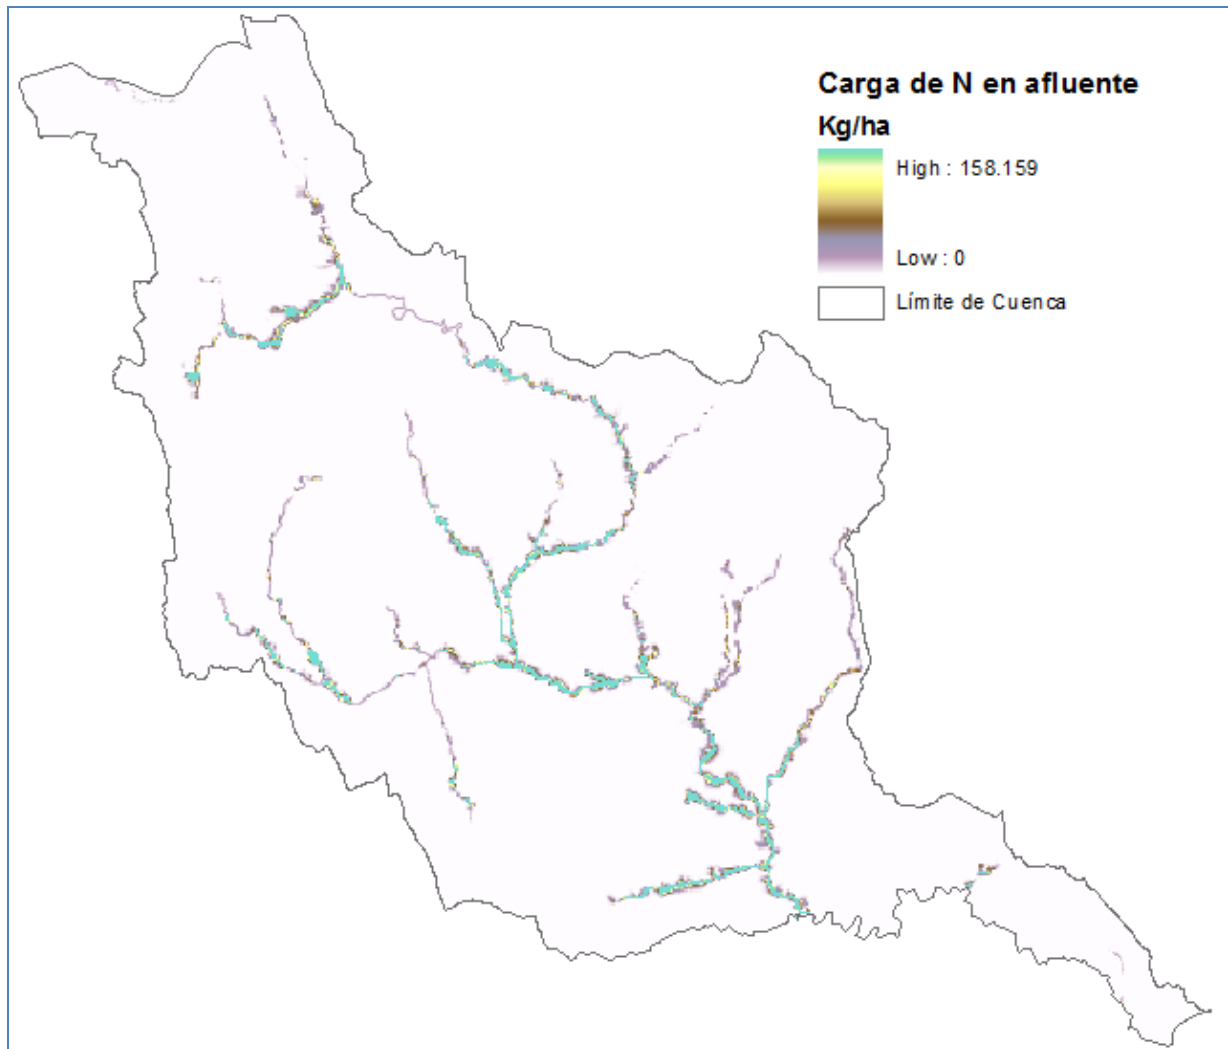 Carga de N en afluente
Kg/ha
High : 158.159
Low : 0
Límite de Cuenca